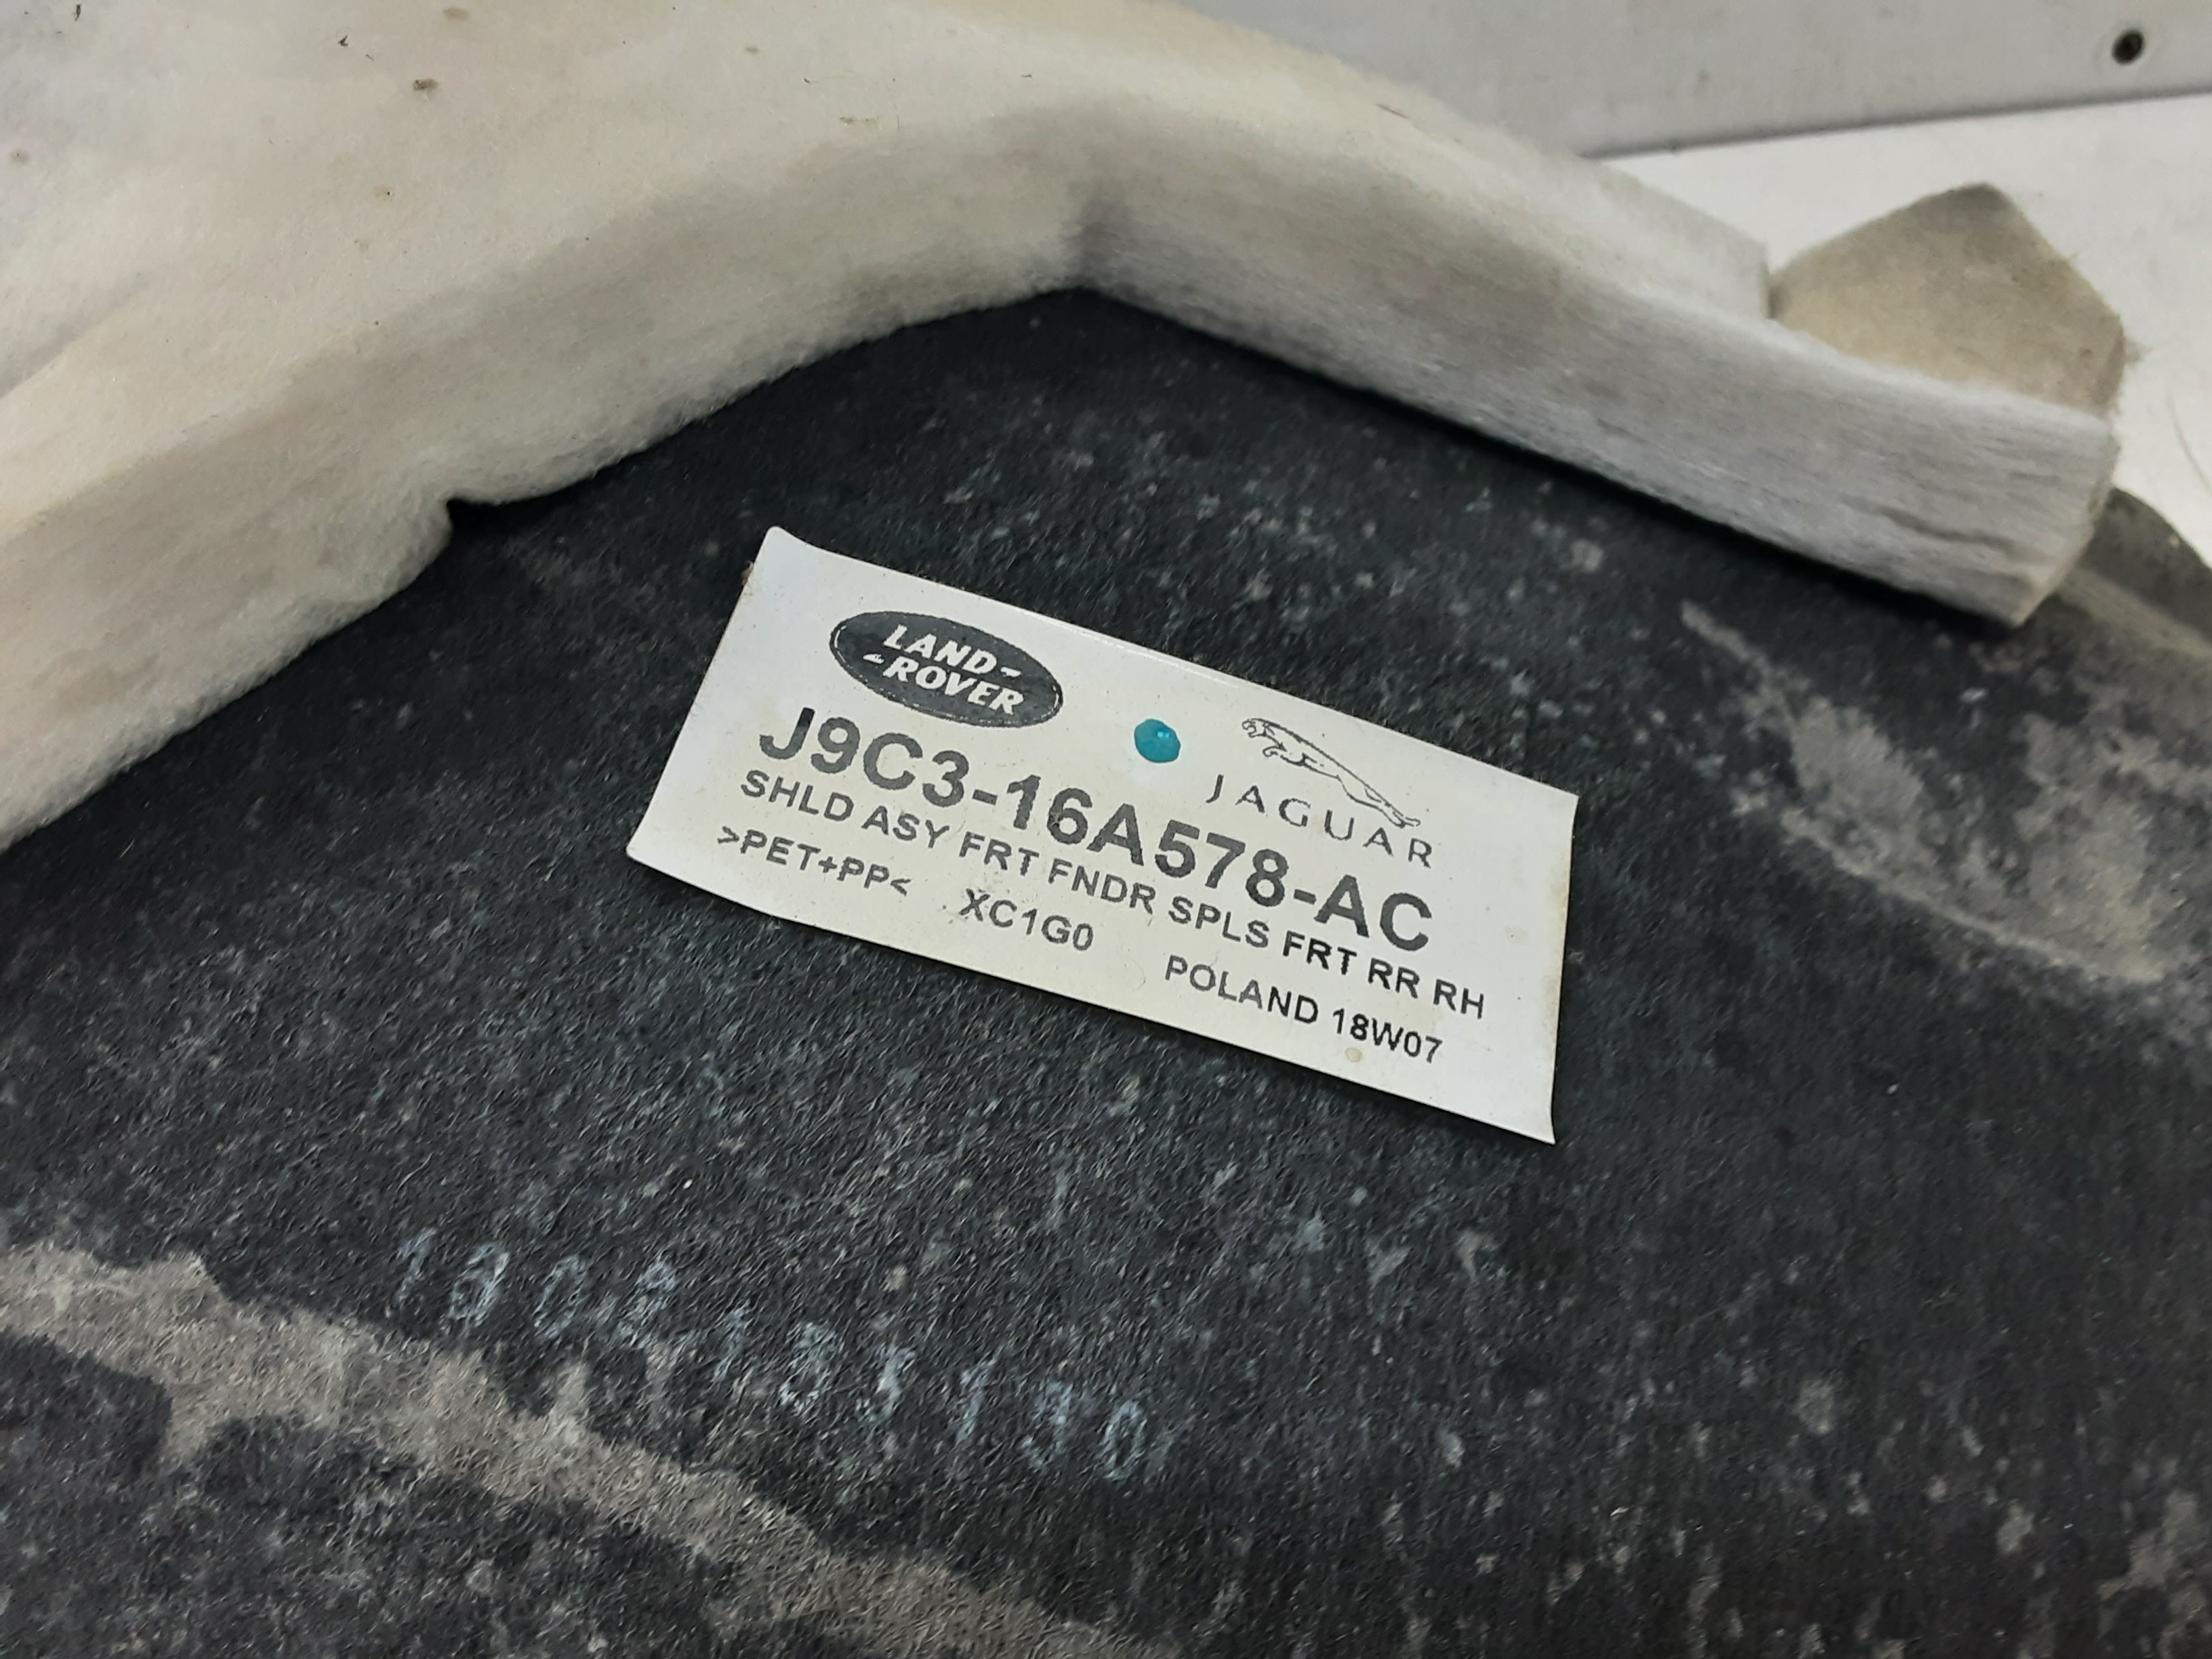 LAND-
-ROVER
JAGUAR
J9C3-16A578-AC
SHLD ASY FRT FNDR SPLS FRT RR RH
>PET+PP< XC1G0 POLAND 18W07